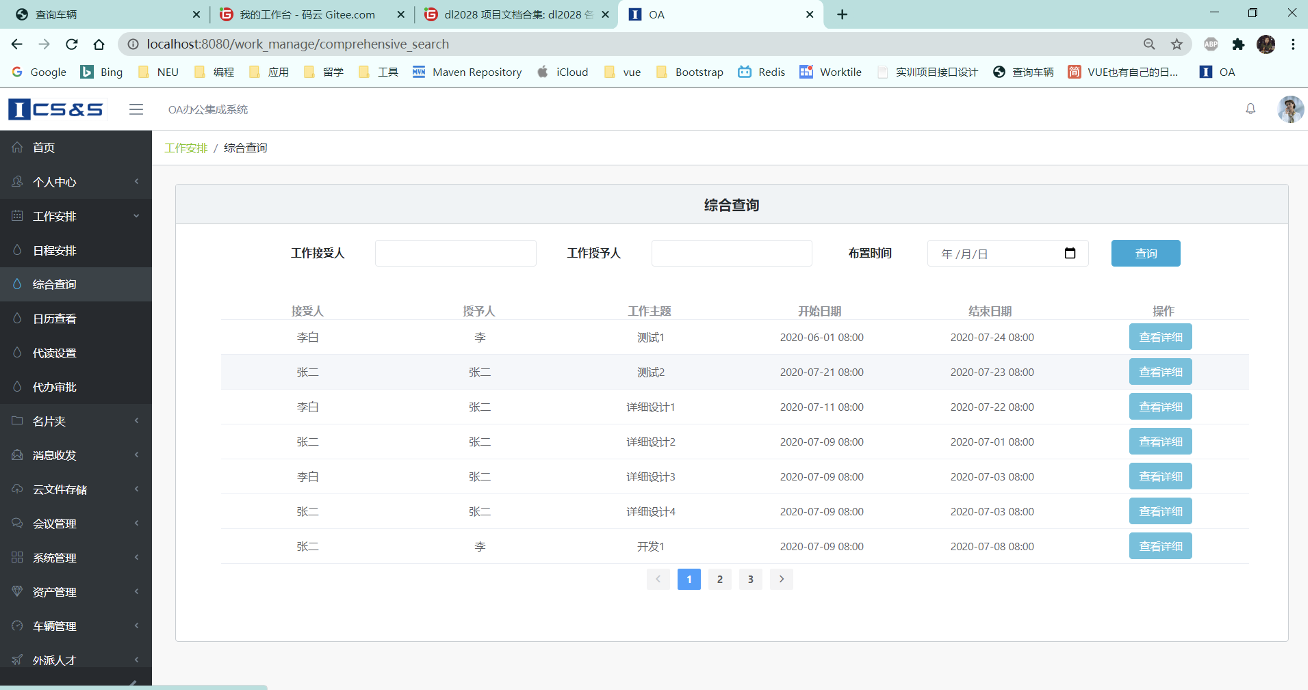 查询车辆
我的工作台 - 码云 Gitee.com
dl2028 项目文档合集: dl2028
OA
localhost:8080/work_manage/comprehensive_search
ABP
Google
Bing
NEU
编程
应用
留学
工具
Maven Repository
iCloud
vue
Bootstrap
Redis
Worktile
实训项目接口设计
查询车辆
VUE也有自己的日...
OA
ICS&S
OA办公集成系统
首页
个人中心
工作安排
日程安排
综合查询
日历查看
代读设置
代办审批
名片夹
消息收发
云文件存储
会议管理
系统管理
资产管理
车辆管理
外派人才
工作安排 / 综合查询
综合查询
工作接受人
工作授予人
布置时间
年 /月/日
查询
接受人 授予人 工作主题 开始日期 结束日期 操作
李白 李 测试1 2020-06-01 08:00 2020-07-24 08:00 查看详细
张二 张二 测试2 2020-07-21 08:00 2020-07-23 08:00 查看详细
李白 张二 详细设计1 2020-07-11 08:00 2020-07-22 08:00 查看详细
张二 张二 详细设计2 2020-07-09 08:00 2020-07-01 08:00 查看详细
李白 张二 详细设计3 2020-07-09 08:00 2020-07-03 08:00 查看详细
张二 张二 详细设计4 2020-07-09 08:00 2020-07-03 08:00 查看详细
张二 李 开发1 2020-07-09 08:00 2020-07-08 08:00 查看详细
1 2 3